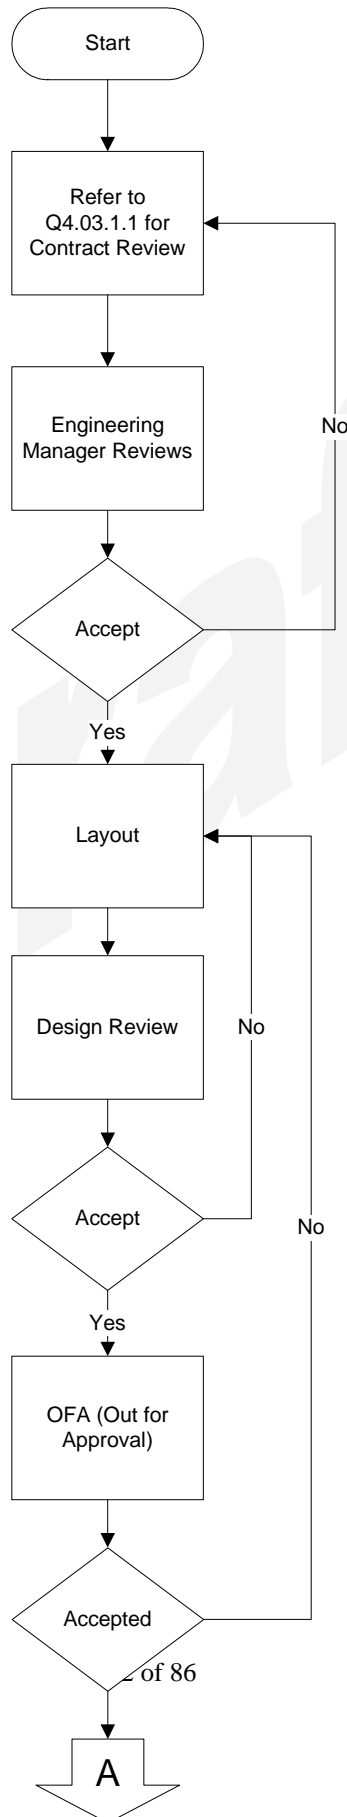 Start
Refer to
Q4.03.1.1 for
Contract Review
Engineering
Manager Reviews
No
Accept
Yes
Layout
Design Review
No
Accept
No
Yes
OFA (Out for
Approval)
Accepted
of 86
A